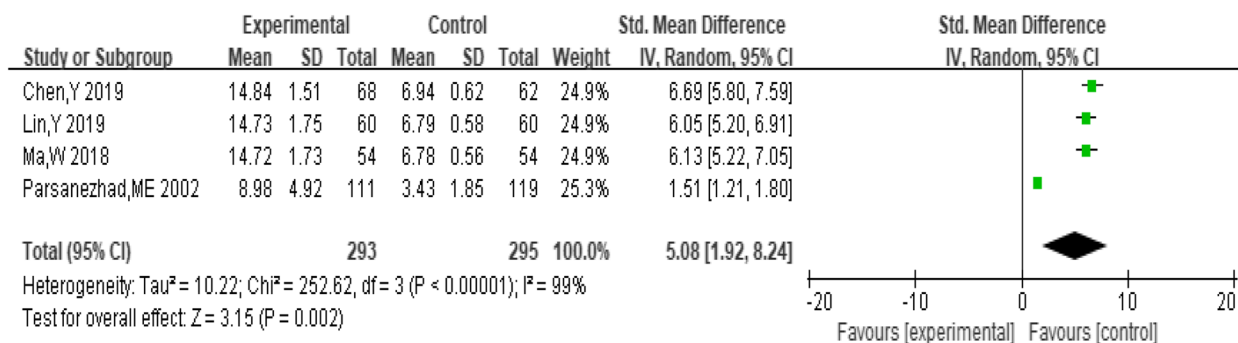 Experimental Control Std. Mean Difference Std. Mean Difference
Study or Subgroup Mean SD Total Mean SD Total Weight IV, Random, 95% CI IV, Random, 95% CI
Chen,Y 2019 14.84 1.51 68 6.94 0.62 62 24.9% 6.69 [5.80, 7.59]
Lin,Y 2019 14.73 1.75 60 6.79 0.58 60 24.9% 6.05 [5.20, 6.91]
Ma,W 2018 14.72 1.73 54 6.78 0.56 54 24.9% 6.13 [5.22, 7.05]
Parsanezhad,ME 2002 8.98 4.92 111 3.43 1.85 119 25.3% 1.51 [1.21, 1.80]
Total (95% CI) 293 295 100.0% 5.08 [1.92, 8.24]
Heterogeneity: Tau² = 10.22; Chi² = 252.62, df = 3 (P < 0.00001); I² = 99%
Test for overall effect: Z = 3.15 (P = 0.002)
-20 -10 0 10 20
Favours [experimental] Favours [control]